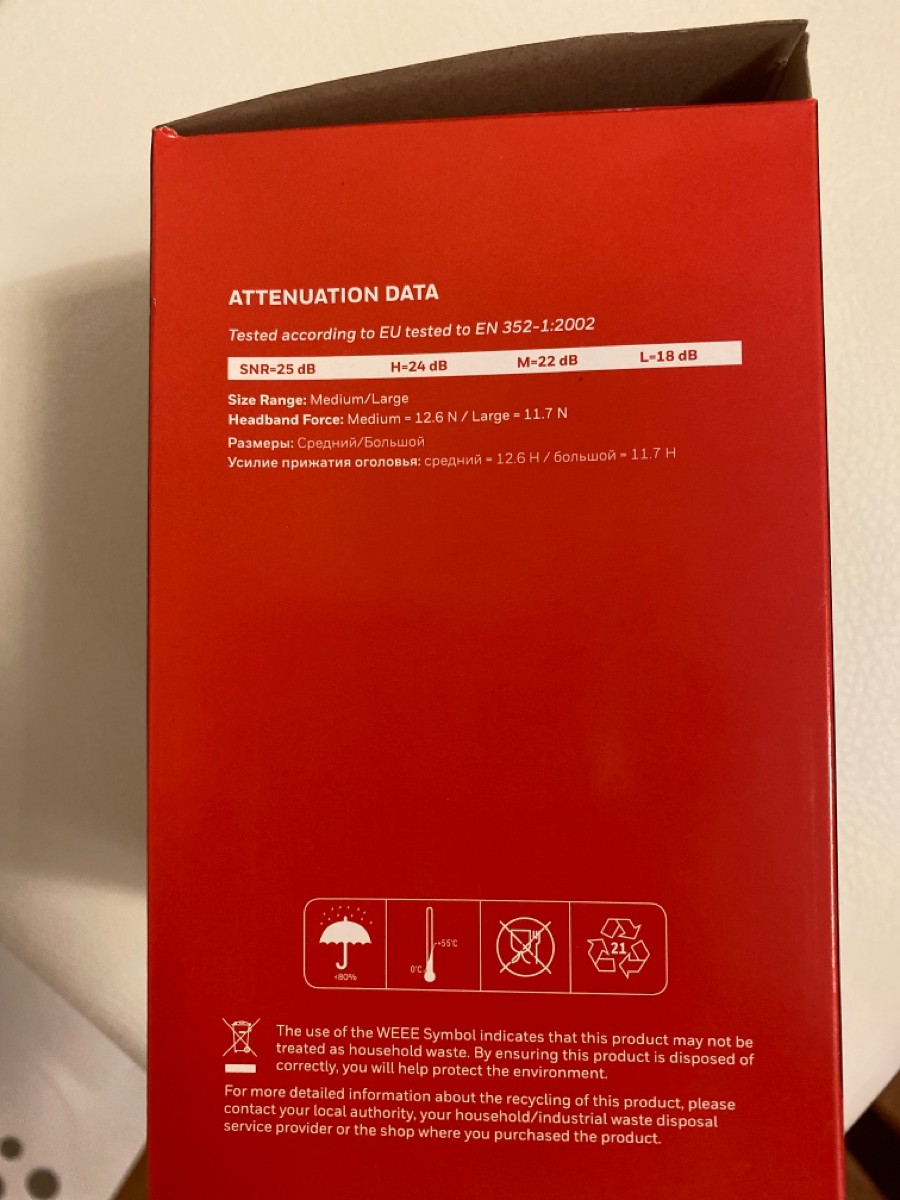 ATTENUATION DATA
Tested according to EU tested to EN 352-1:2002
SNR=25 dB H=24 dB M=22 dB L=18 dB
Size Range: Medium/Large
Headband Force: Medium = 12.6 N / Large = 11.7 N
Размеры: Средний/Большой
Усилие прижатия оголовья: средний = 12.6 Н / большой = 11.7 Н
+55°C
0°C
<80%
21
The use of the WEEE Symbol indicates that this product may not be
treated as household waste. By ensuring this product is disposed of
correctly, you will help protect the environment.
For more detailed information about the recycling of this product, please
contact your local authority, your household/industrial waste disposal
service provider or the shop where you purchased the product.